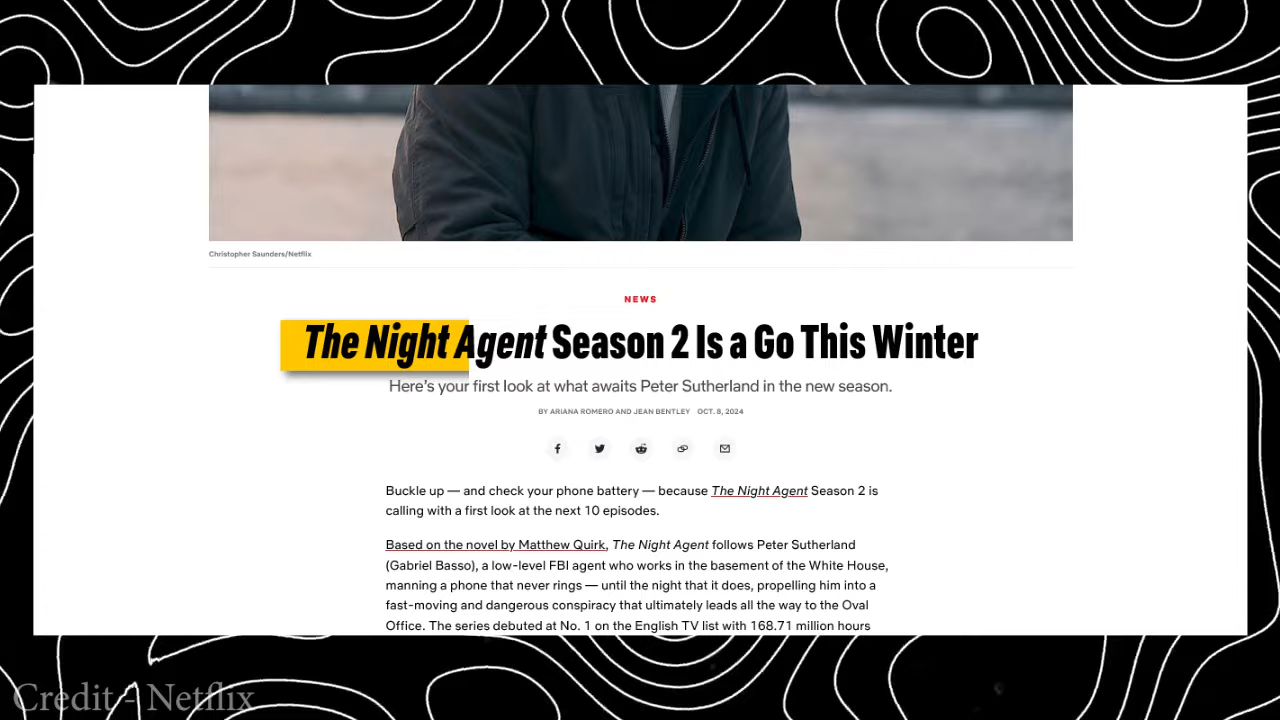 Christopher Saunders/Netflix
NEWS
The Night Agent Season 2 Is a Go This Winter
Here's your first look at what awaits Peter Sutherland in the new season.
BY ARIANA ROMERO AND JEAN BENTLEY OCT. 8, 2024
Buckle up — and check your phone battery — because The Night Agent Season 2 is
calling with a first look at the next 10 episodes.
Based on the novel by Matthew Quirk, The Night Agent follows Peter Sutherland
(Gabriel Basso), a low-level FBI agent who works in the basement of the White House,
manning a phone that never rings — until the night that it does, propelling him into a
fast-moving and dangerous conspiracy that ultimately leads all the way to the Oval
Office. The series debuted at No. 1 on the English TV list with 168.71 million hours
Credit - Netflix